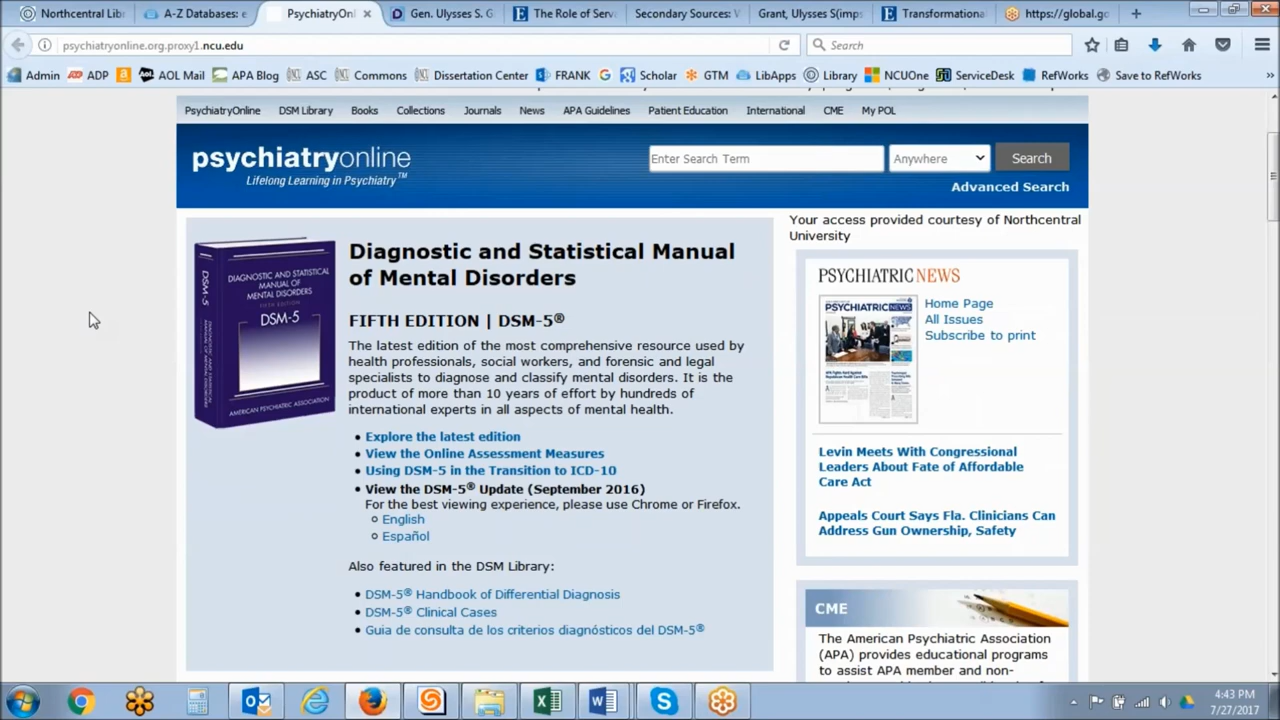 Northcentral Lib
A-Z Databases: e
PsychiatryOnl
Gen. Ulysses S. G
The Role of Serv
Secondary Sources: V
Grant, Ulysses S(imps
Transformationa
https://global.go
psychiatryonline.org.proxy1.ncu.edu
Search
Admin ADP AOL Mail APA Blog ASC Commons Dissertation Center FRANK Scholar GTM LibApps Library NCUOne ServiceDesk RefWorks Save to RefWorks
PsychiatryOnline DSM Library Books Collections Journals News APA Guidelines Patient Education International CME My POL
psychiatryonline
Lifelong Learning in Psychiatry™
Enter Search Term Anywhere Search
Advanced Search
DIAGNOSTIC AND STATISTICAL
MANUAL OF
MENTAL DISORDERS
FIFTH EDITION
DSM-5
AMERICAN PSYCHIATRIC ASSOCIATION
DSM-5
Diagnostic and Statistical Manual
of Mental Disorders
FIFTH EDITION | DSM-5®
The latest edition of the most comprehensive resource used by
health professionals, social workers, and forensic and legal
specialists to diagnose and classify mental disorders. It is the
product of more than 10 years of effort by hundreds of
international experts in all aspects of mental health.
• Explore the latest edition
• View the Online Assessment Measures
• Using DSM-5 in the Transition to ICD-10
• View the DSM-5® Update (September 2016)
For the best viewing experience, please use Chrome or Firefox.
English
Español
Also featured in the DSM Library:
• DSM-5® Handbook of Differential Diagnosis
• DSM-5® Clinical Cases
• Guia de consulta de los criterios diagnósticos del DSM-5®
Your access provided courtesy of Northcentral
University
PSYCHIATRIC NEWS
PSYCHIATRIC NEWS
Home Page
All Issues
Subscribe to print
Levin Meets With Congressional
Leaders About Fate of Affordable
Care Act
Appeals Court Says Fla. Clinicians Can
Address Gun Ownership, Safety
CME
The American Psychiatric Association
(APA) provides educational programs
to assist APA member and non-
4:43 PM
7/27/2017